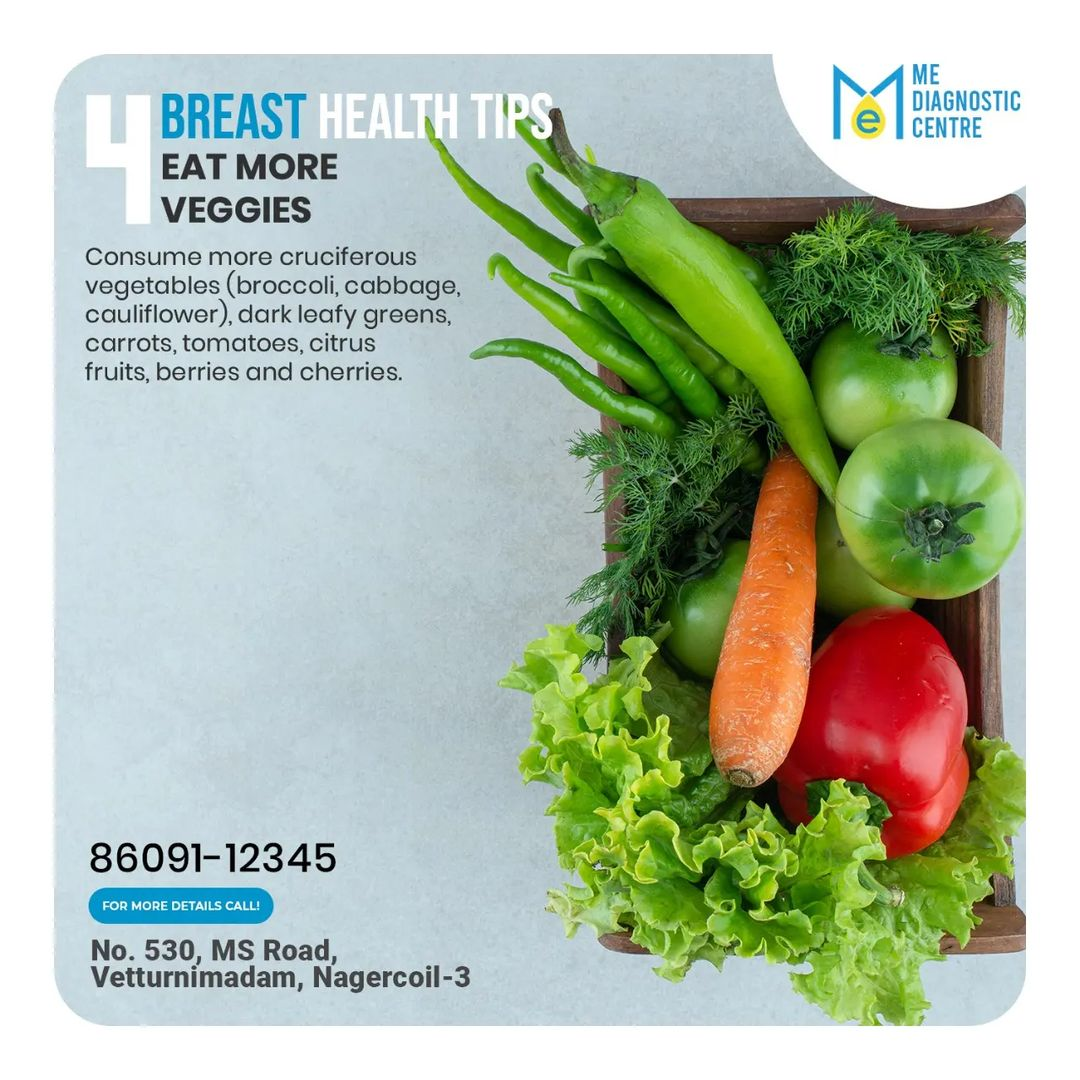 4 BREAST HEALTH TIPS
EAT MORE
VEGGIES
Consume more cruciferous
vegetables (broccoli, cabbage,
cauliflower), dark leafy greens,
carrots, tomatoes, citrus
fruits, berries and cherries.
Me
ME
DIAGNOSTIC
CENTRE
86091-12345
FOR MORE DETAILS CALL!
No. 530, MS Road,
Vetturnimadam, Nagercoil-3